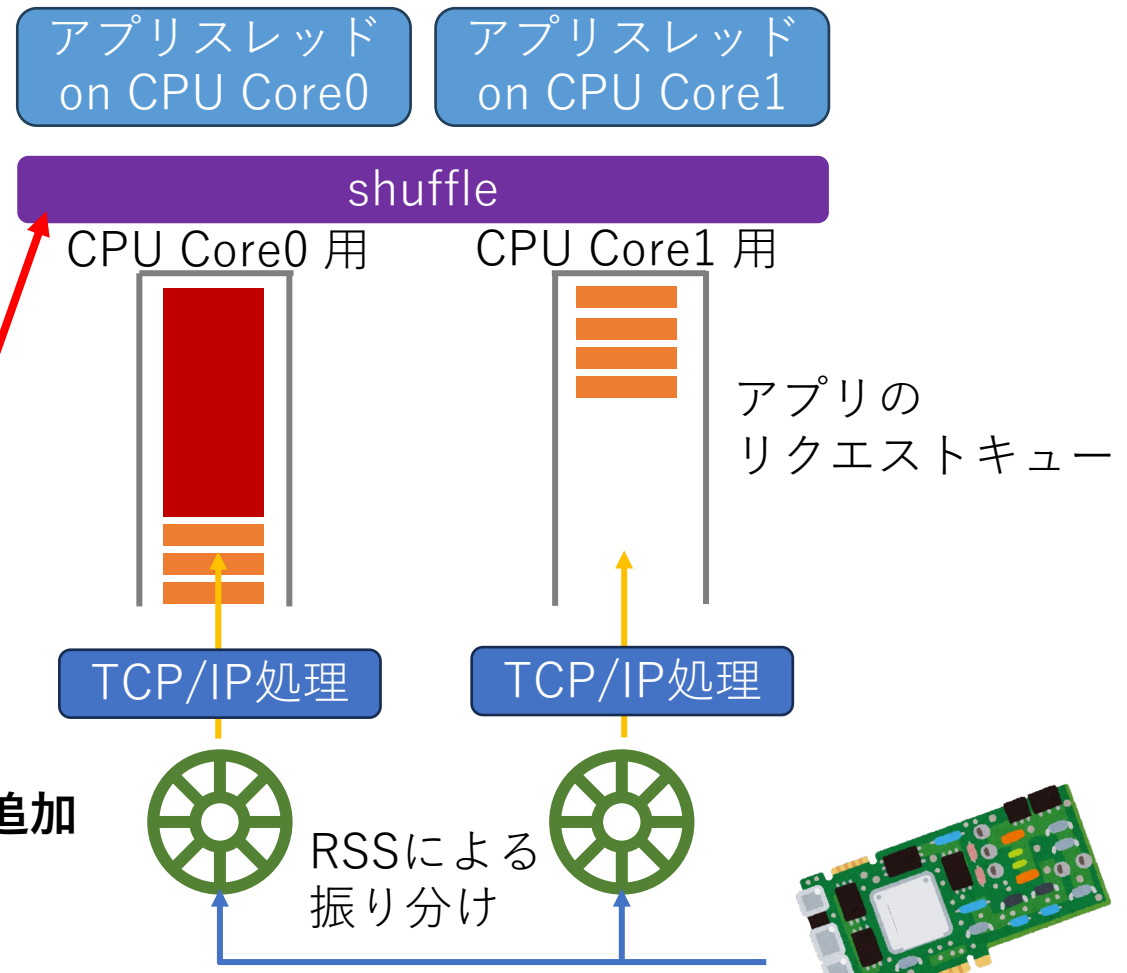 アプリスレッド
on CPU Core0
アプリスレッド
on CPU Core1
shuffle
CPU Core0 用
CPU Core1 用
アプリの
リクエストキュー
TCP/IP処理
TCP/IP処理
追加
RSSによる
振り分け